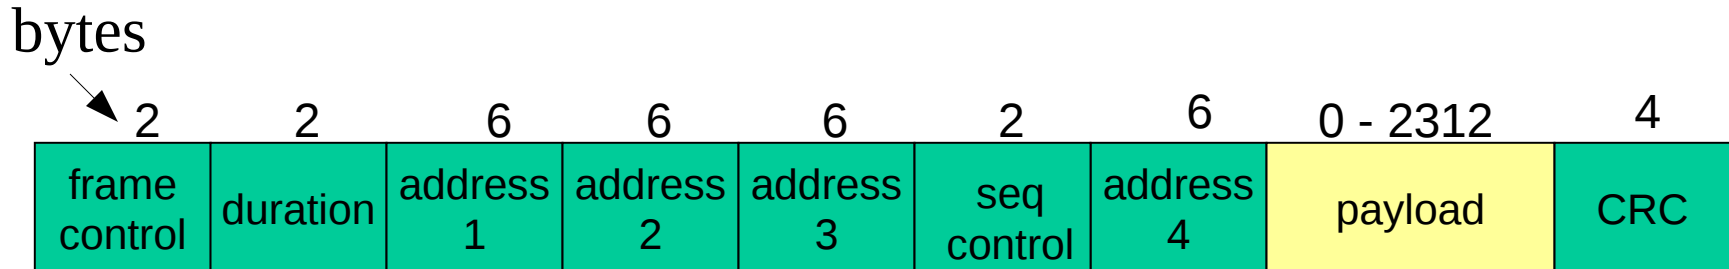 bytes
2 2 6 6 6 2 6 0 - 2312 4
frame control
duration
address 1
address 2
address 3
seq control
address 4
payload
CRC